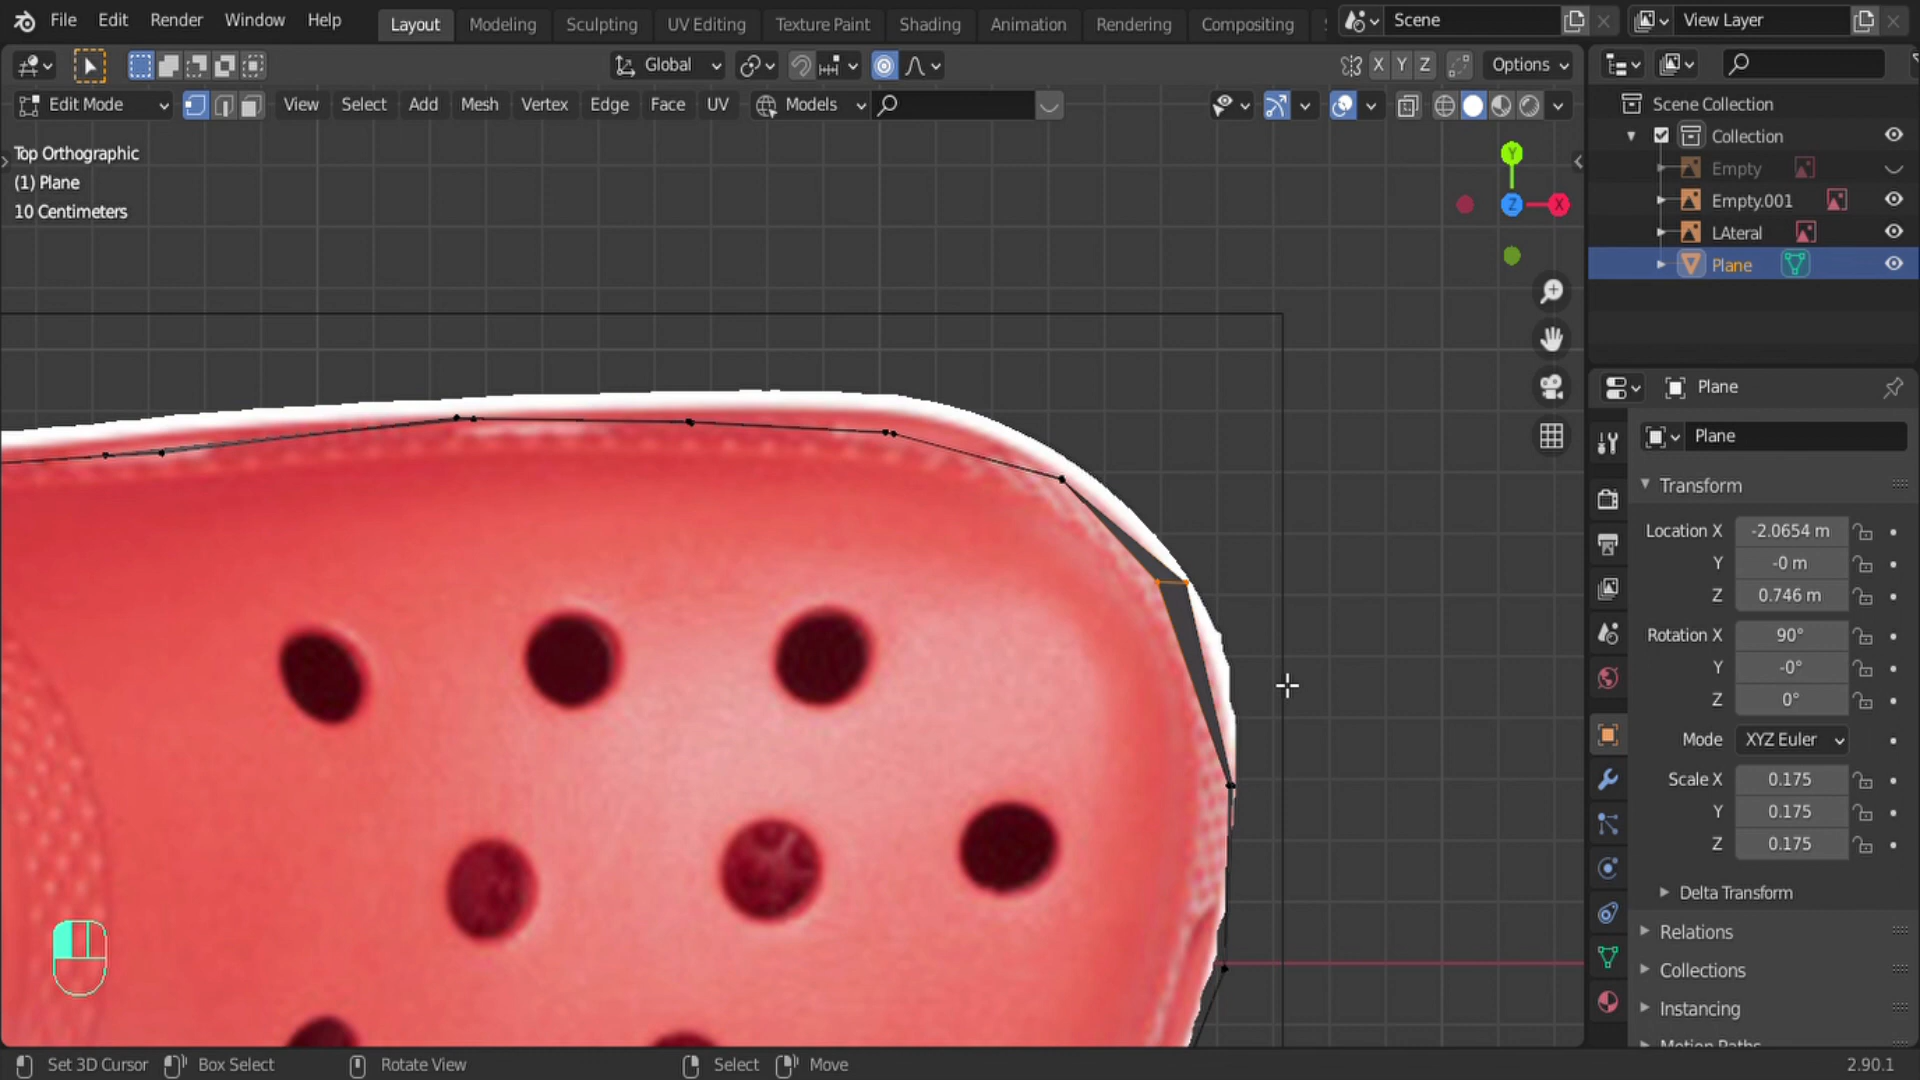 File Edit Render Window Help Layout Modeling Sculpting UV Editing Texture Paint Shading Animation Rendering Compositing Scene View Layer
Global X Y Z Options
Edit Mode View Select Add Mesh Vertex Edge Face UV Models
Top Orthographic
(1) Plane
10 Centimeters
Y
Z X
Scene Collection
Collection
Empty
Empty.001
LAteral
Plane
Plane
Plane
Transform
Location X -2.0654 m
Y -0 m
Z 0.746 m
Rotation X 90°
Y -0°
Z 0°
Mode XYZ Euler
Scale X 0.175
Y 0.175
Z 0.175
Delta Transform
Relations
Collections
Instancing
Motion Paths
Set 3D Cursor Box Select Rotate View Select Move 2.90.1